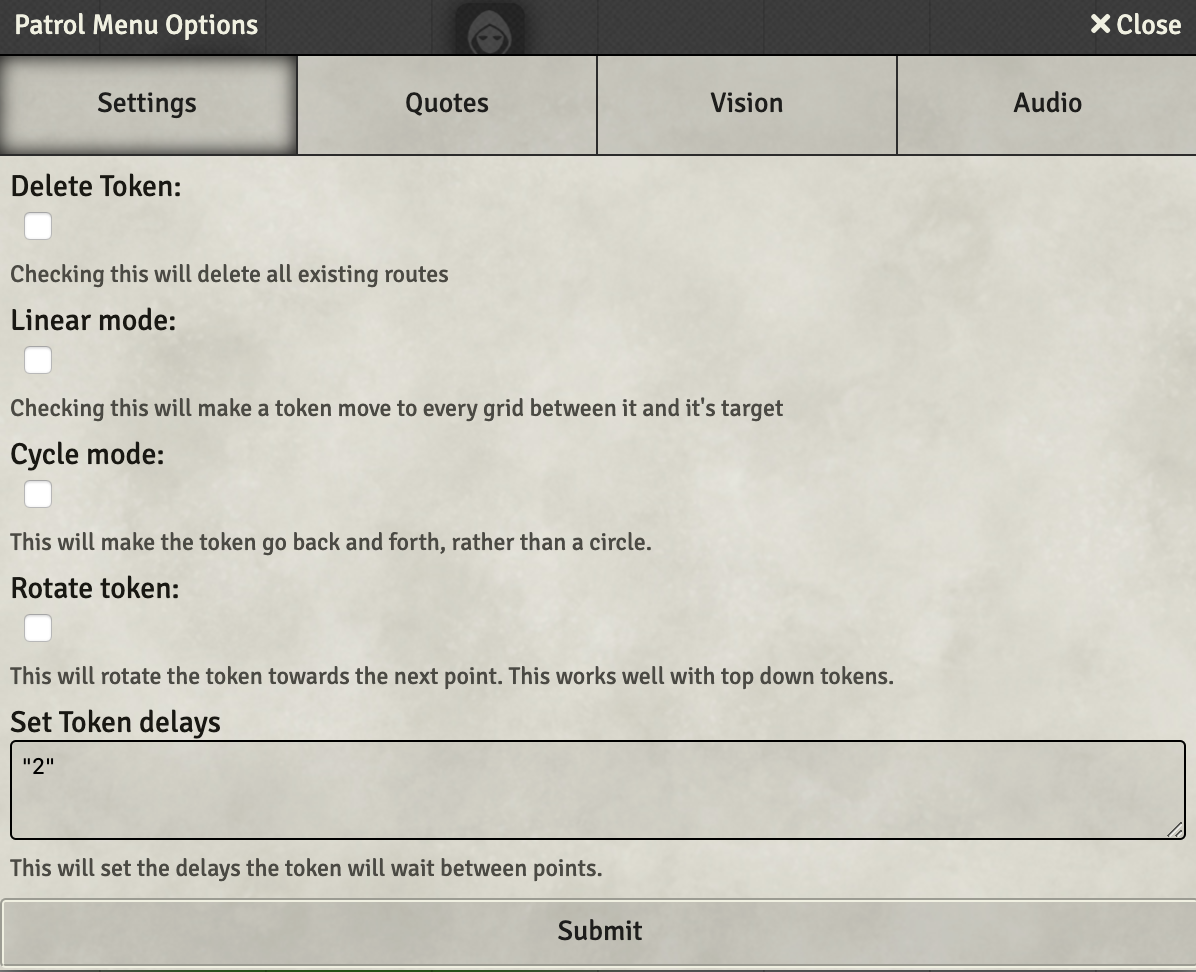 Patrol Menu Options
Close
Settings
Quotes
Vision
Audio
Delete Token:
Checking this will delete all existing routes
Linear mode:
Checking this will make a token move to every grid between it and it's target
Cycle mode:
This will make the token go back and forth, rather than a circle.
Rotate token:
This will rotate the token towards the next point. This works well with top down tokens.
Set Token delays
"2"
This will set the delays the token will wait between points.
Submit